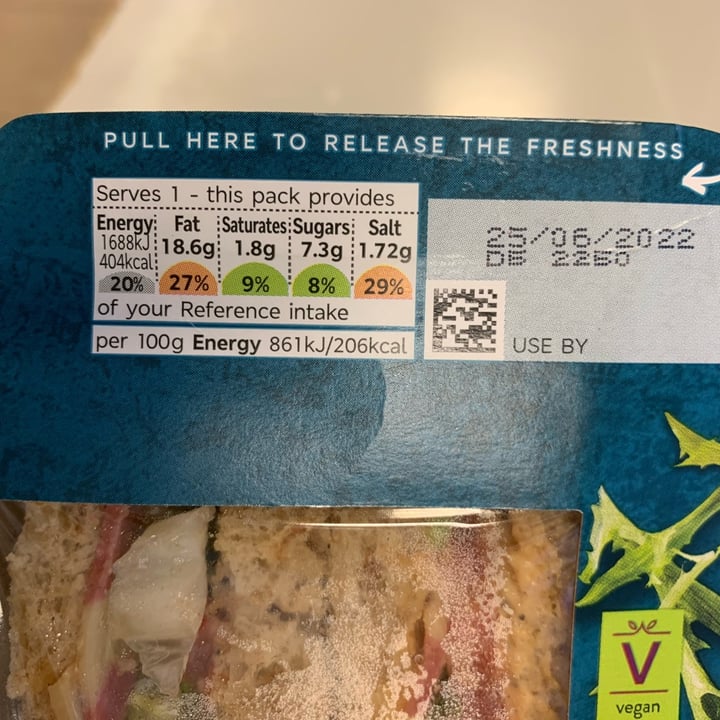 PULL HERE TO RELEASE THE FRESHNESS
Serves 1 - this pack provides
Energy Fat Saturates Sugars Salt
1688kJ 18.6g 1.8g 7.3g 1.72g
404kcal
20% 27% 9% 8% 29%
of your Reference intake
per 100g Energy 861kJ/206kcal
25/06/2022
DE 2260
USE BY
V
vegan